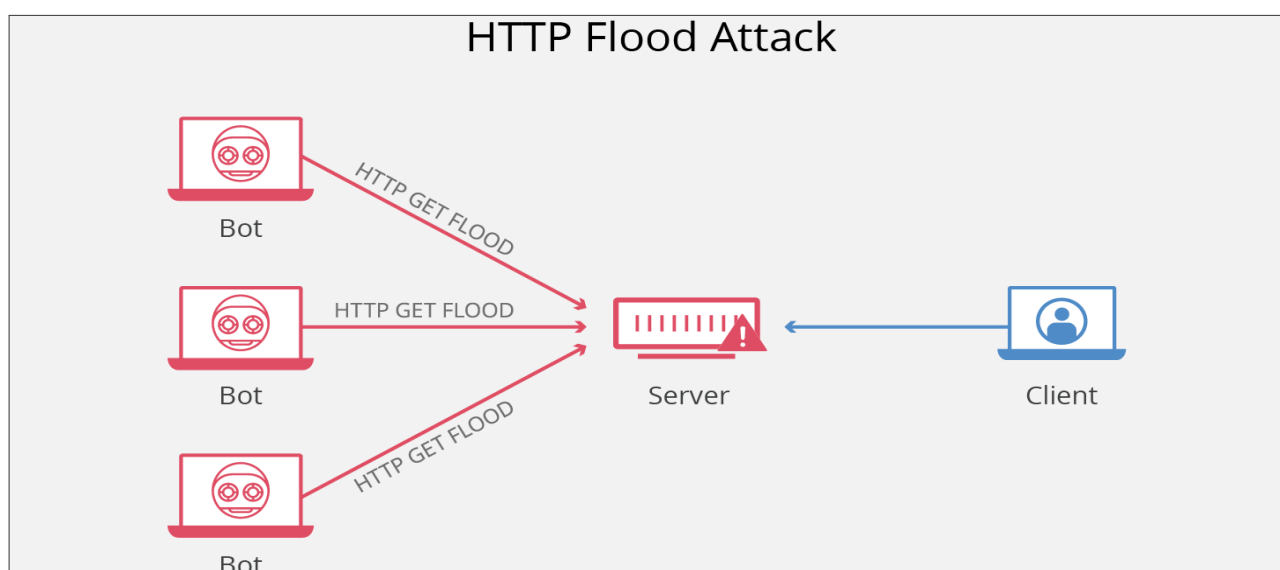 HTTP Flood Attack
HTTP GET FLOOD
Bot
HTTP GET FLOOD
Bot
Server
Client
HTTP GET FLOOD
Bot